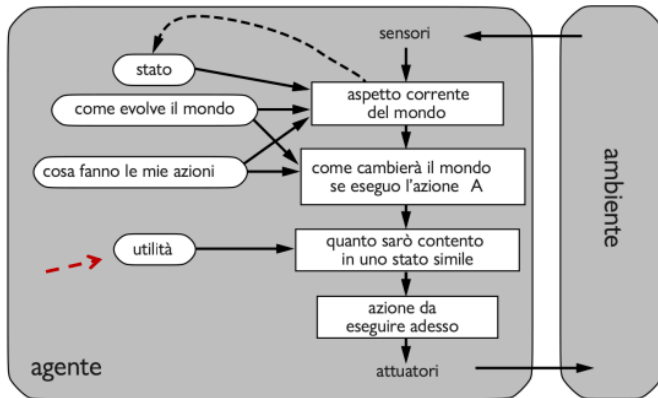 sensori
stato
aspetto corrente
del mondo
come evolve il mondo
cosa fanno le mie azioni
come cambierà il mondo
se eseguo l'azione A
utilità
quanto sarò contento
in uno stato simile
azione da
eseguire adesso
agente
attuatori
ambiente